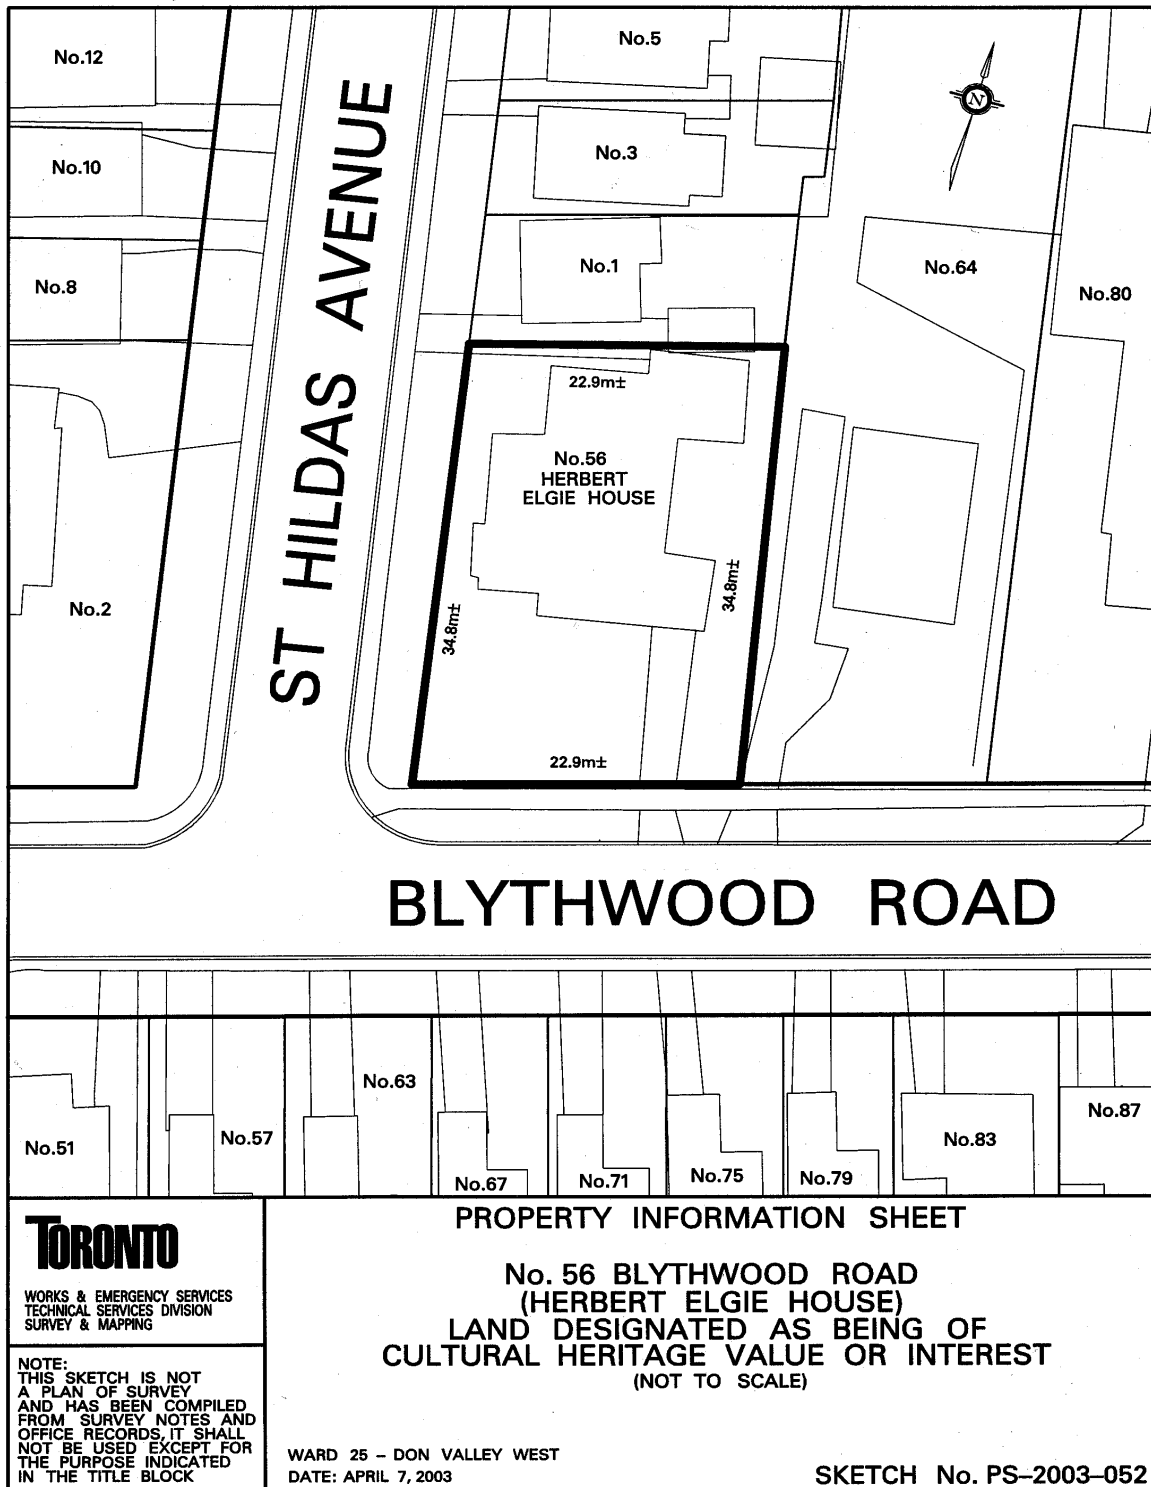 No.12
No.5
No.10
No.3
N
No.8
No.1
No.64
No.80
ST HILDAS AVENUE
22.9m±
No.56
HERBERT
ELGIE HOUSE
No.2
34.8m±
34.8m±
22.9m±
BLYTHWOOD ROAD
No.51
No.57
No.63
No.67
No.71
No.75
No.79
No.83
No.87
TORONTO
WORKS & EMERGENCY SERVICES
TECHNICAL SERVICES DIVISION
SURVEY & MAPPING
NOTE:
THIS SKETCH IS NOT
A PLAN OF SURVEY
AND HAS BEEN COMPILED
FROM SURVEY NOTES AND
OFFICE RECORDS, IT SHALL
NOT BE USED EXCEPT FOR
THE PURPOSE INDICATED
IN THE TITLE BLOCK
PROPERTY INFORMATION SHEET
No. 56 BLYTHWOOD ROAD
(HERBERT ELGIE HOUSE)
LAND DESIGNATED AS BEING OF
CULTURAL HERITAGE VALUE OR INTEREST
(NOT TO SCALE)
WARD 25 – DON VALLEY WEST
DATE: APRIL 7, 2003
SKETCH No. PS–2003–052